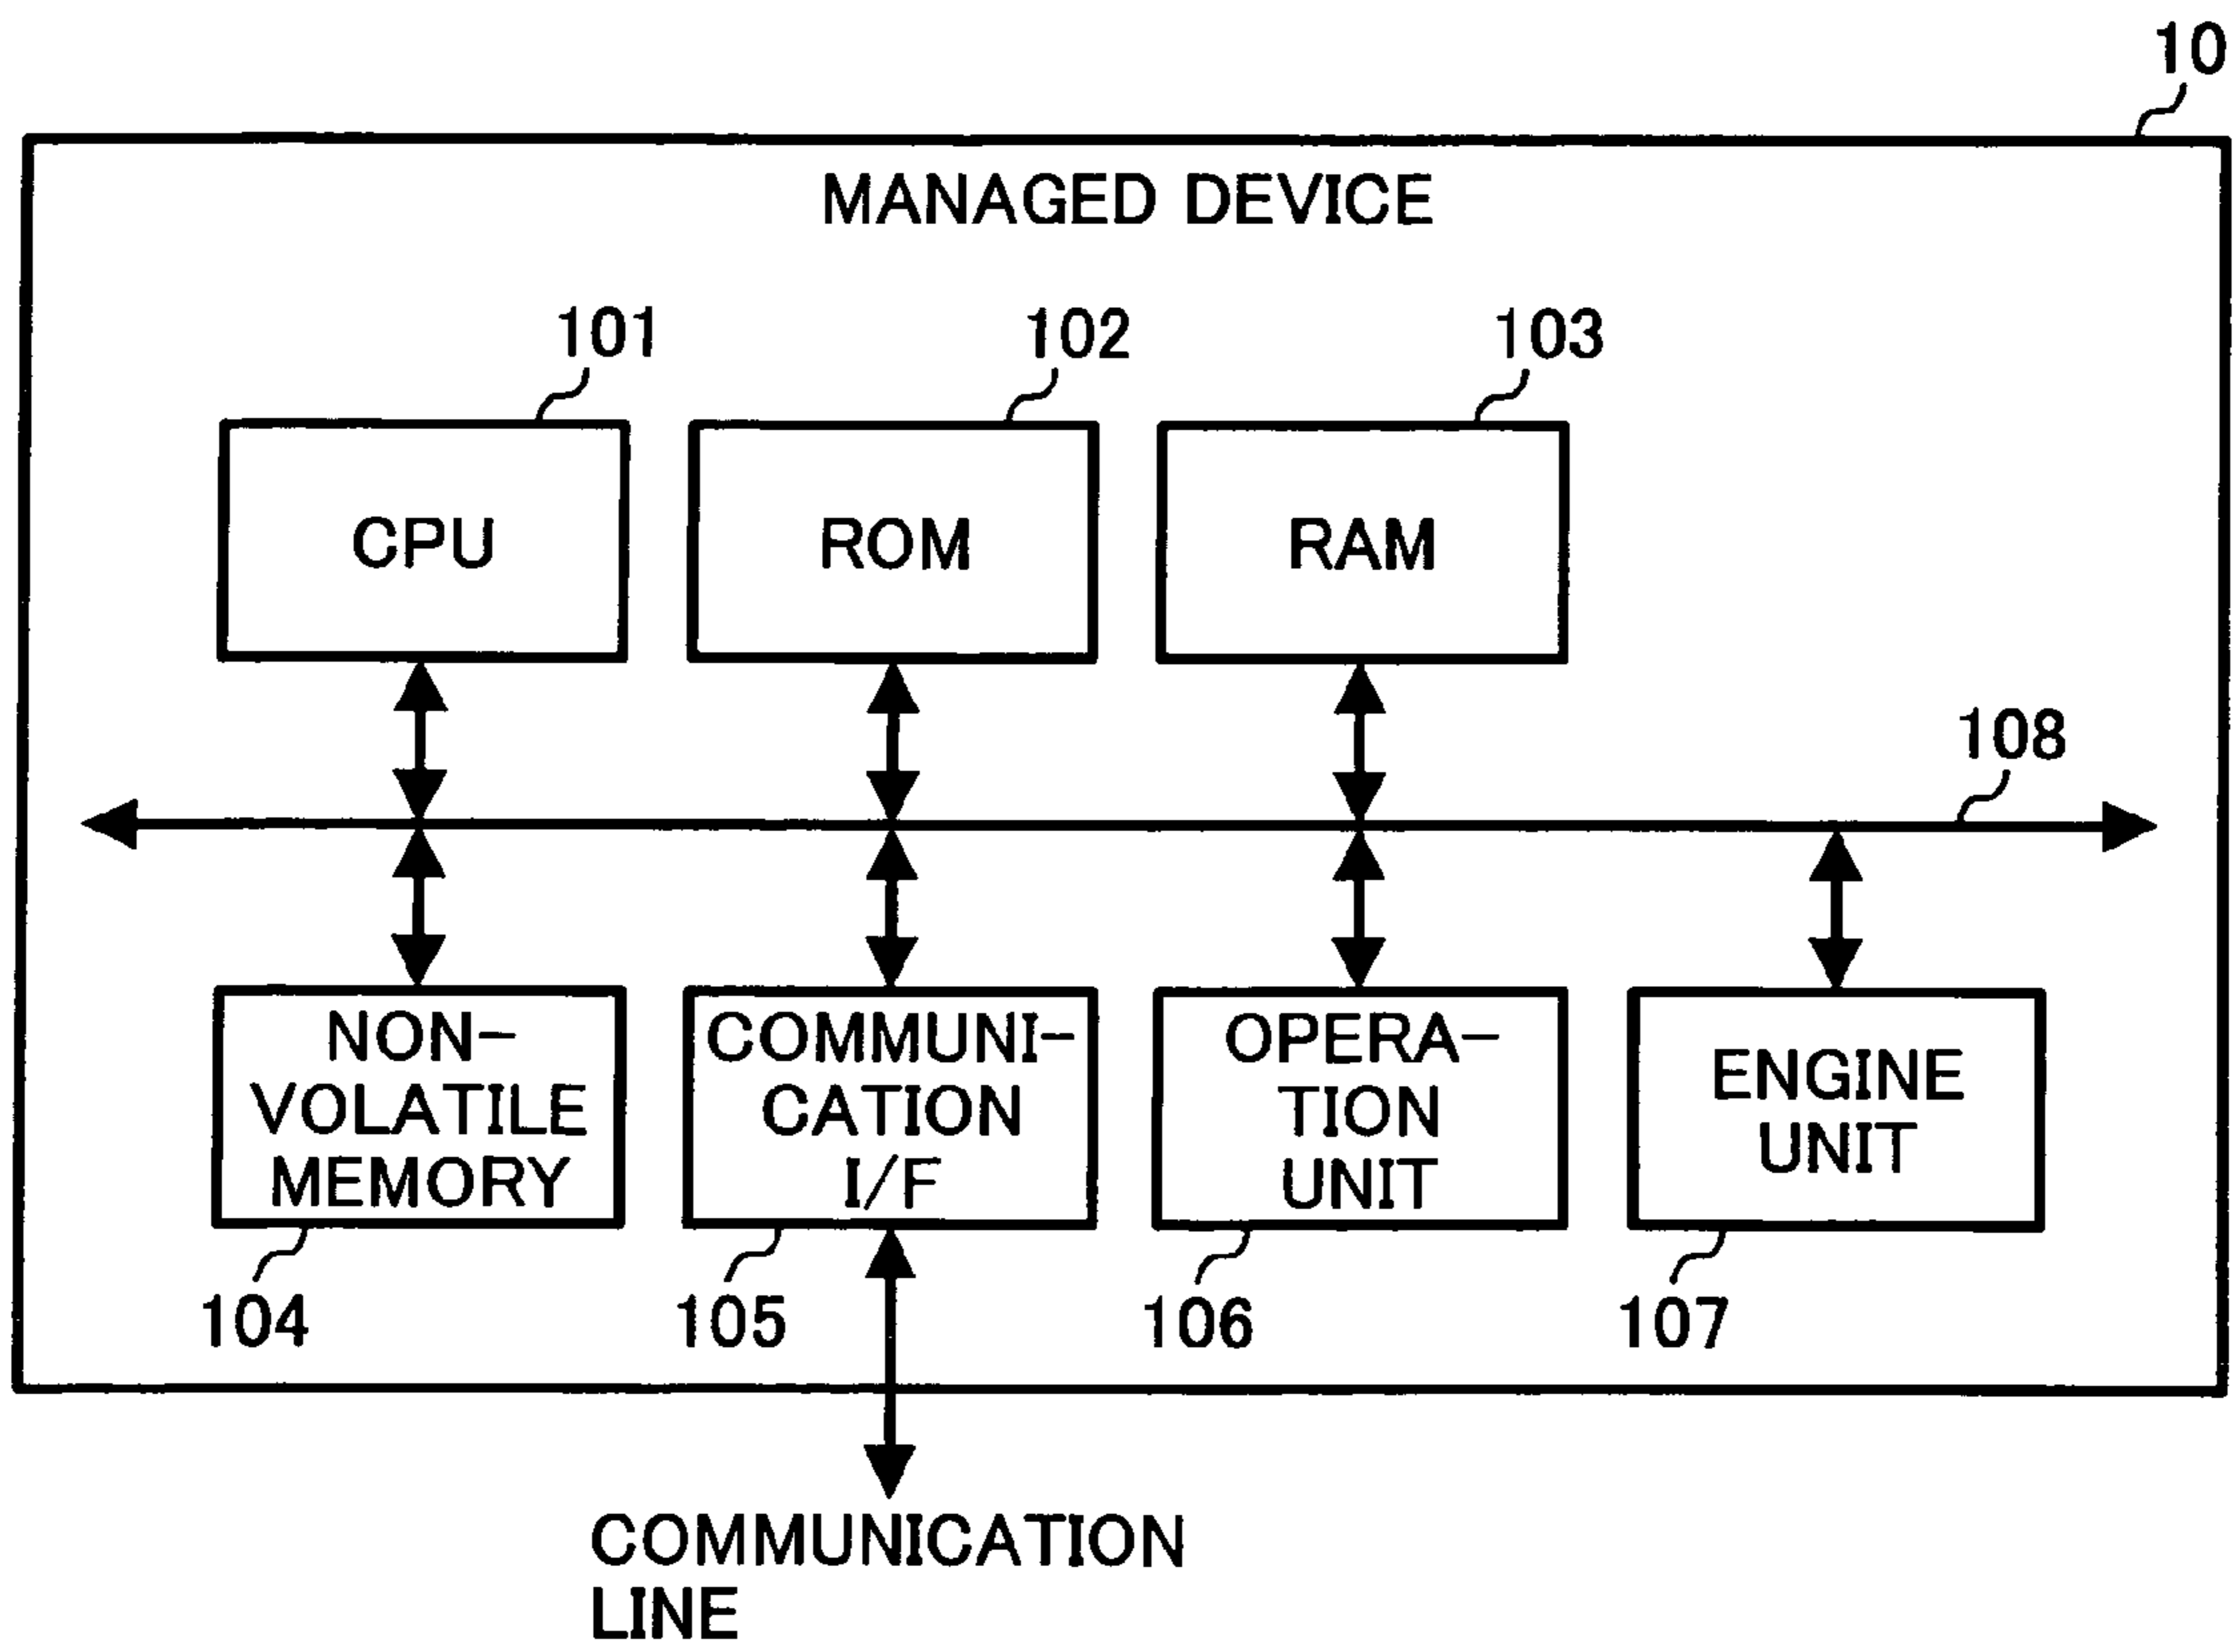 10
MANAGED DEVICE
101
102
103
CPU
ROM
RAM
108
NON-
VOLATILE
MEMORY
COMMUNI-
CATION
I/F
OPERA-
TION
UNIT
ENGINE
UNIT
104
105
106
107
COMMUNICATION
LINE